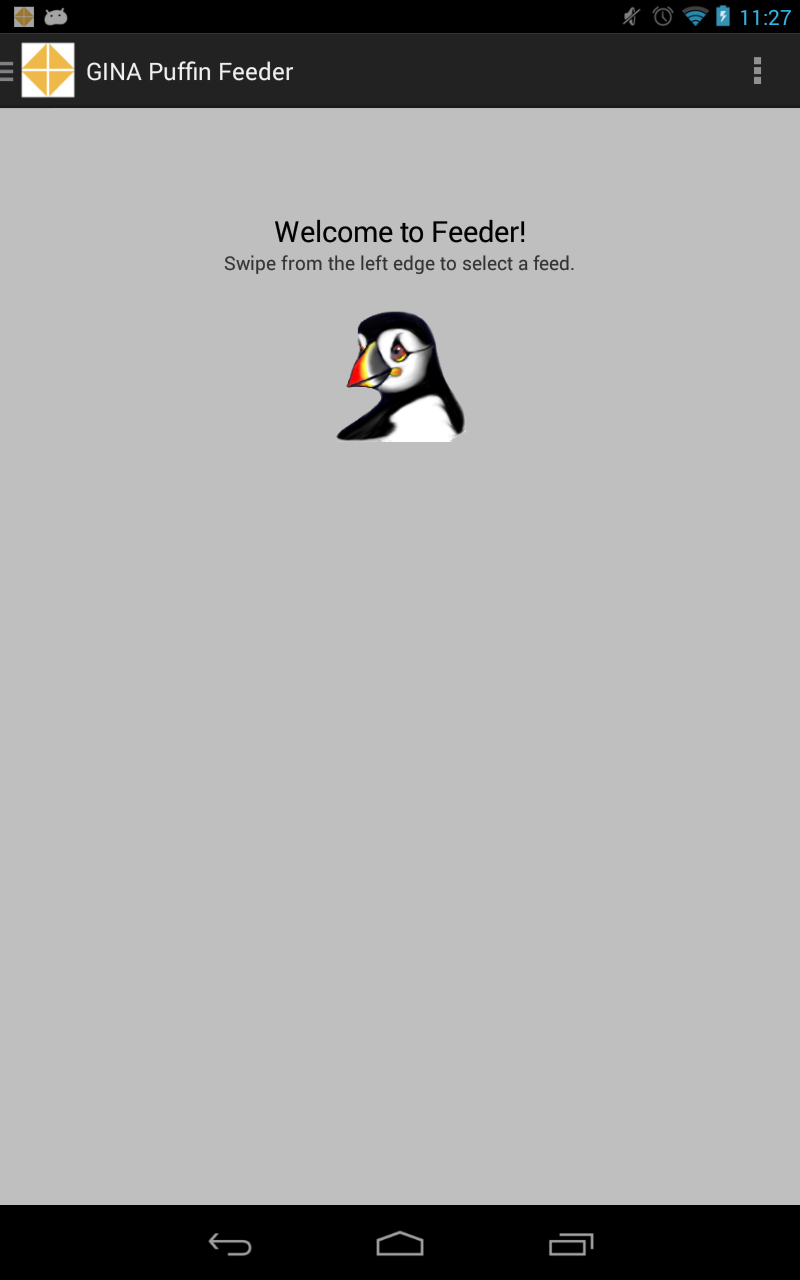 11:27
GINA Puffin Feeder
Welcome to Feeder!
Swipe from the left edge to select a feed.